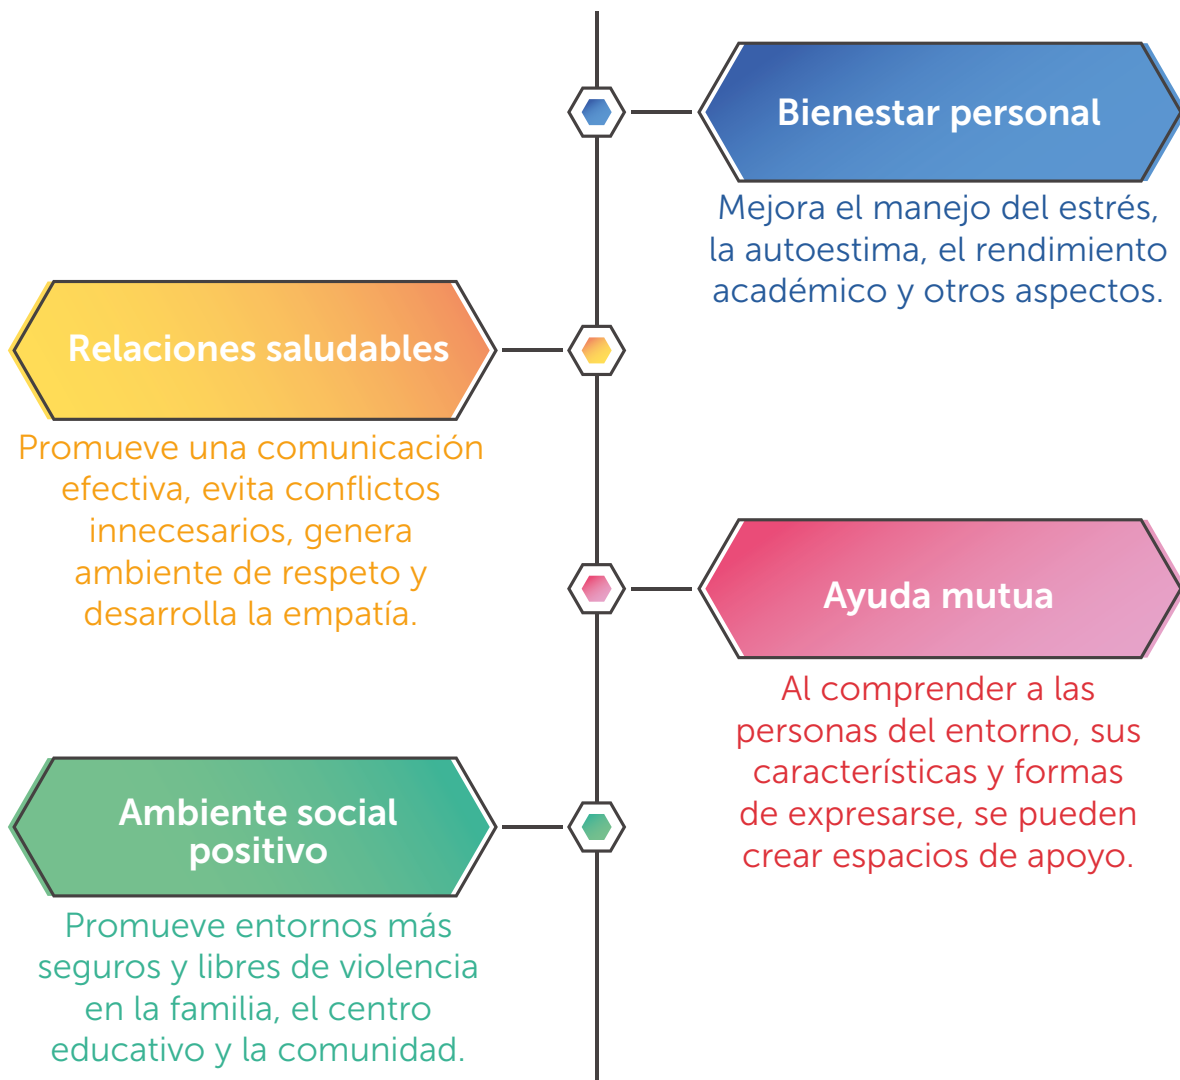 Bienestar personal
Mejora el manejo del estrés,
la autoestima, el rendimiento
académico y otros aspectos.
Relaciones saludables
Promueve una comunicación
efectiva, evita conflictos
innecesarios, genera
ambiente de respeto y
desarrolla la empatía.
Ayuda mutua
Al comprender a las
personas del entorno, sus
características y formas
de expresarse, se pueden
crear espacios de apoyo.
Ambiente social
positivo
Promueve entornos más
seguros y libres de violencia
en la familia, el centro
educativo y la comunidad.